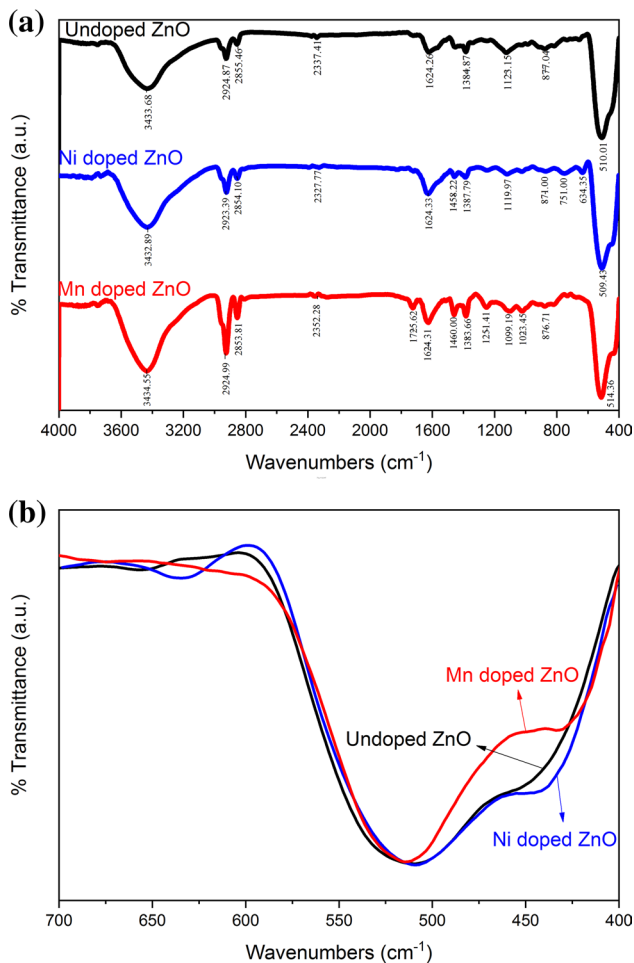 (a)
Undoped ZnO
3433.68
2924.87
2855.46
2337.41
1624.26
1384.87
1123.15
877.04
510.01
Ni doped ZnO
3432.89
2923.39
2854.10
2327.77
1624.33
1458.22
1387.79
1119.97
871.00
751.00
634.35
509.43
Mn doped ZnO
3434.55
2924.99
2853.81
2352.28
1725.62
1624.31
1460.00
1383.66
1251.41
1099.19
1023.45
876.71
514.36
% Transmittance (a.u.)
4000 3600 3200 2800 2400 2000 1600 1200 800 400
Wavenumbers (cm⁻¹)
(b)
% Transmittance (a.u.)
Mn doped ZnO
Undoped ZnO
Ni doped ZnO
700 650 600 550 500 450 400
Wavenumbers (cm⁻¹)